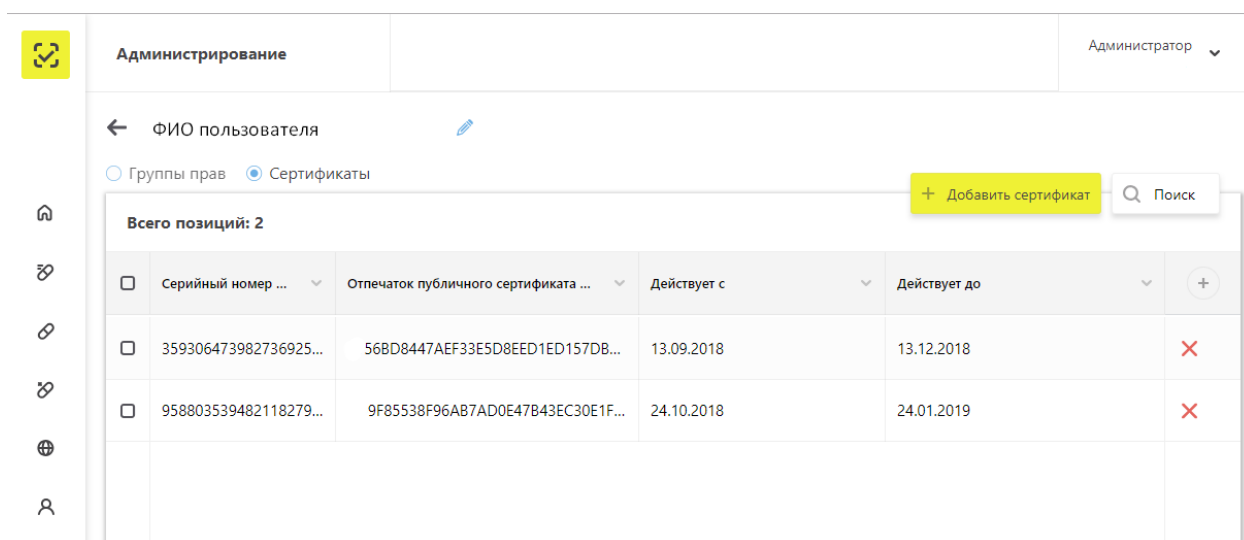 Администрирование
Администратор
ФИО пользователя
Группы прав Сертификаты
+ Добавить сертификат Поиск
Всего позиций: 2
Серийный номер ... Отпечаток публичного сертификата ... Действует с Действует до
359306473982736925... 56BD8447AEF33E5D8EED1ED157DB... 13.09.2018 13.12.2018
958803539482118279... 9F85538F96AB7AD0E47B43EC30E1F... 24.10.2018 24.01.2019